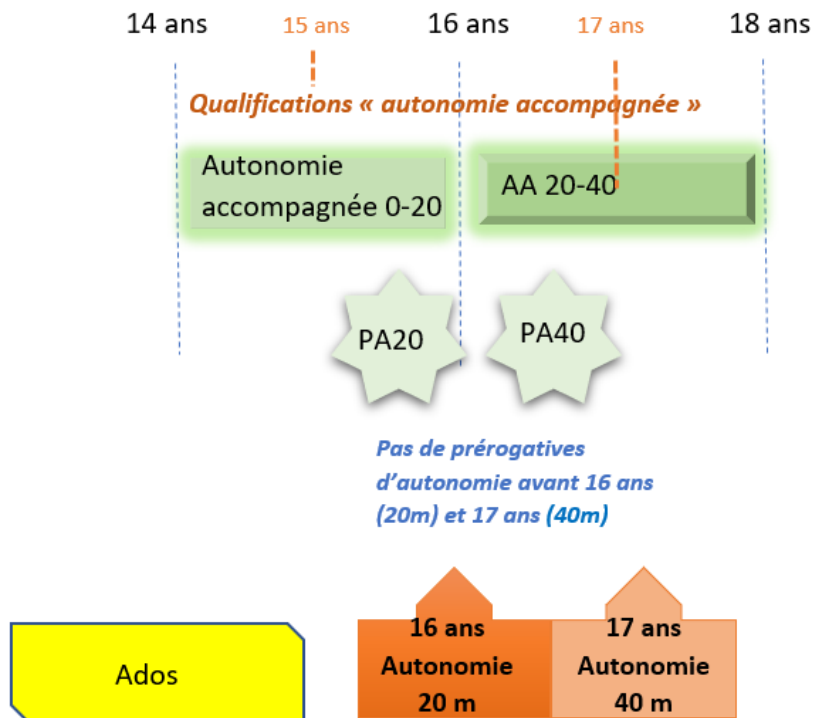 14 ans 15 ans 16 ans 17 ans 18 ans
Qualifications « autonomie accompagnée »
Autonomie
accompagnée 0-20
AA 20-40
PA20
PA40
Pas de prérogatives
d’autonomie avant 16 ans
(20m) et 17 ans (40m)
Ados
16 ans
Autonomie
20 m
17 ans
Autonomie
40 m